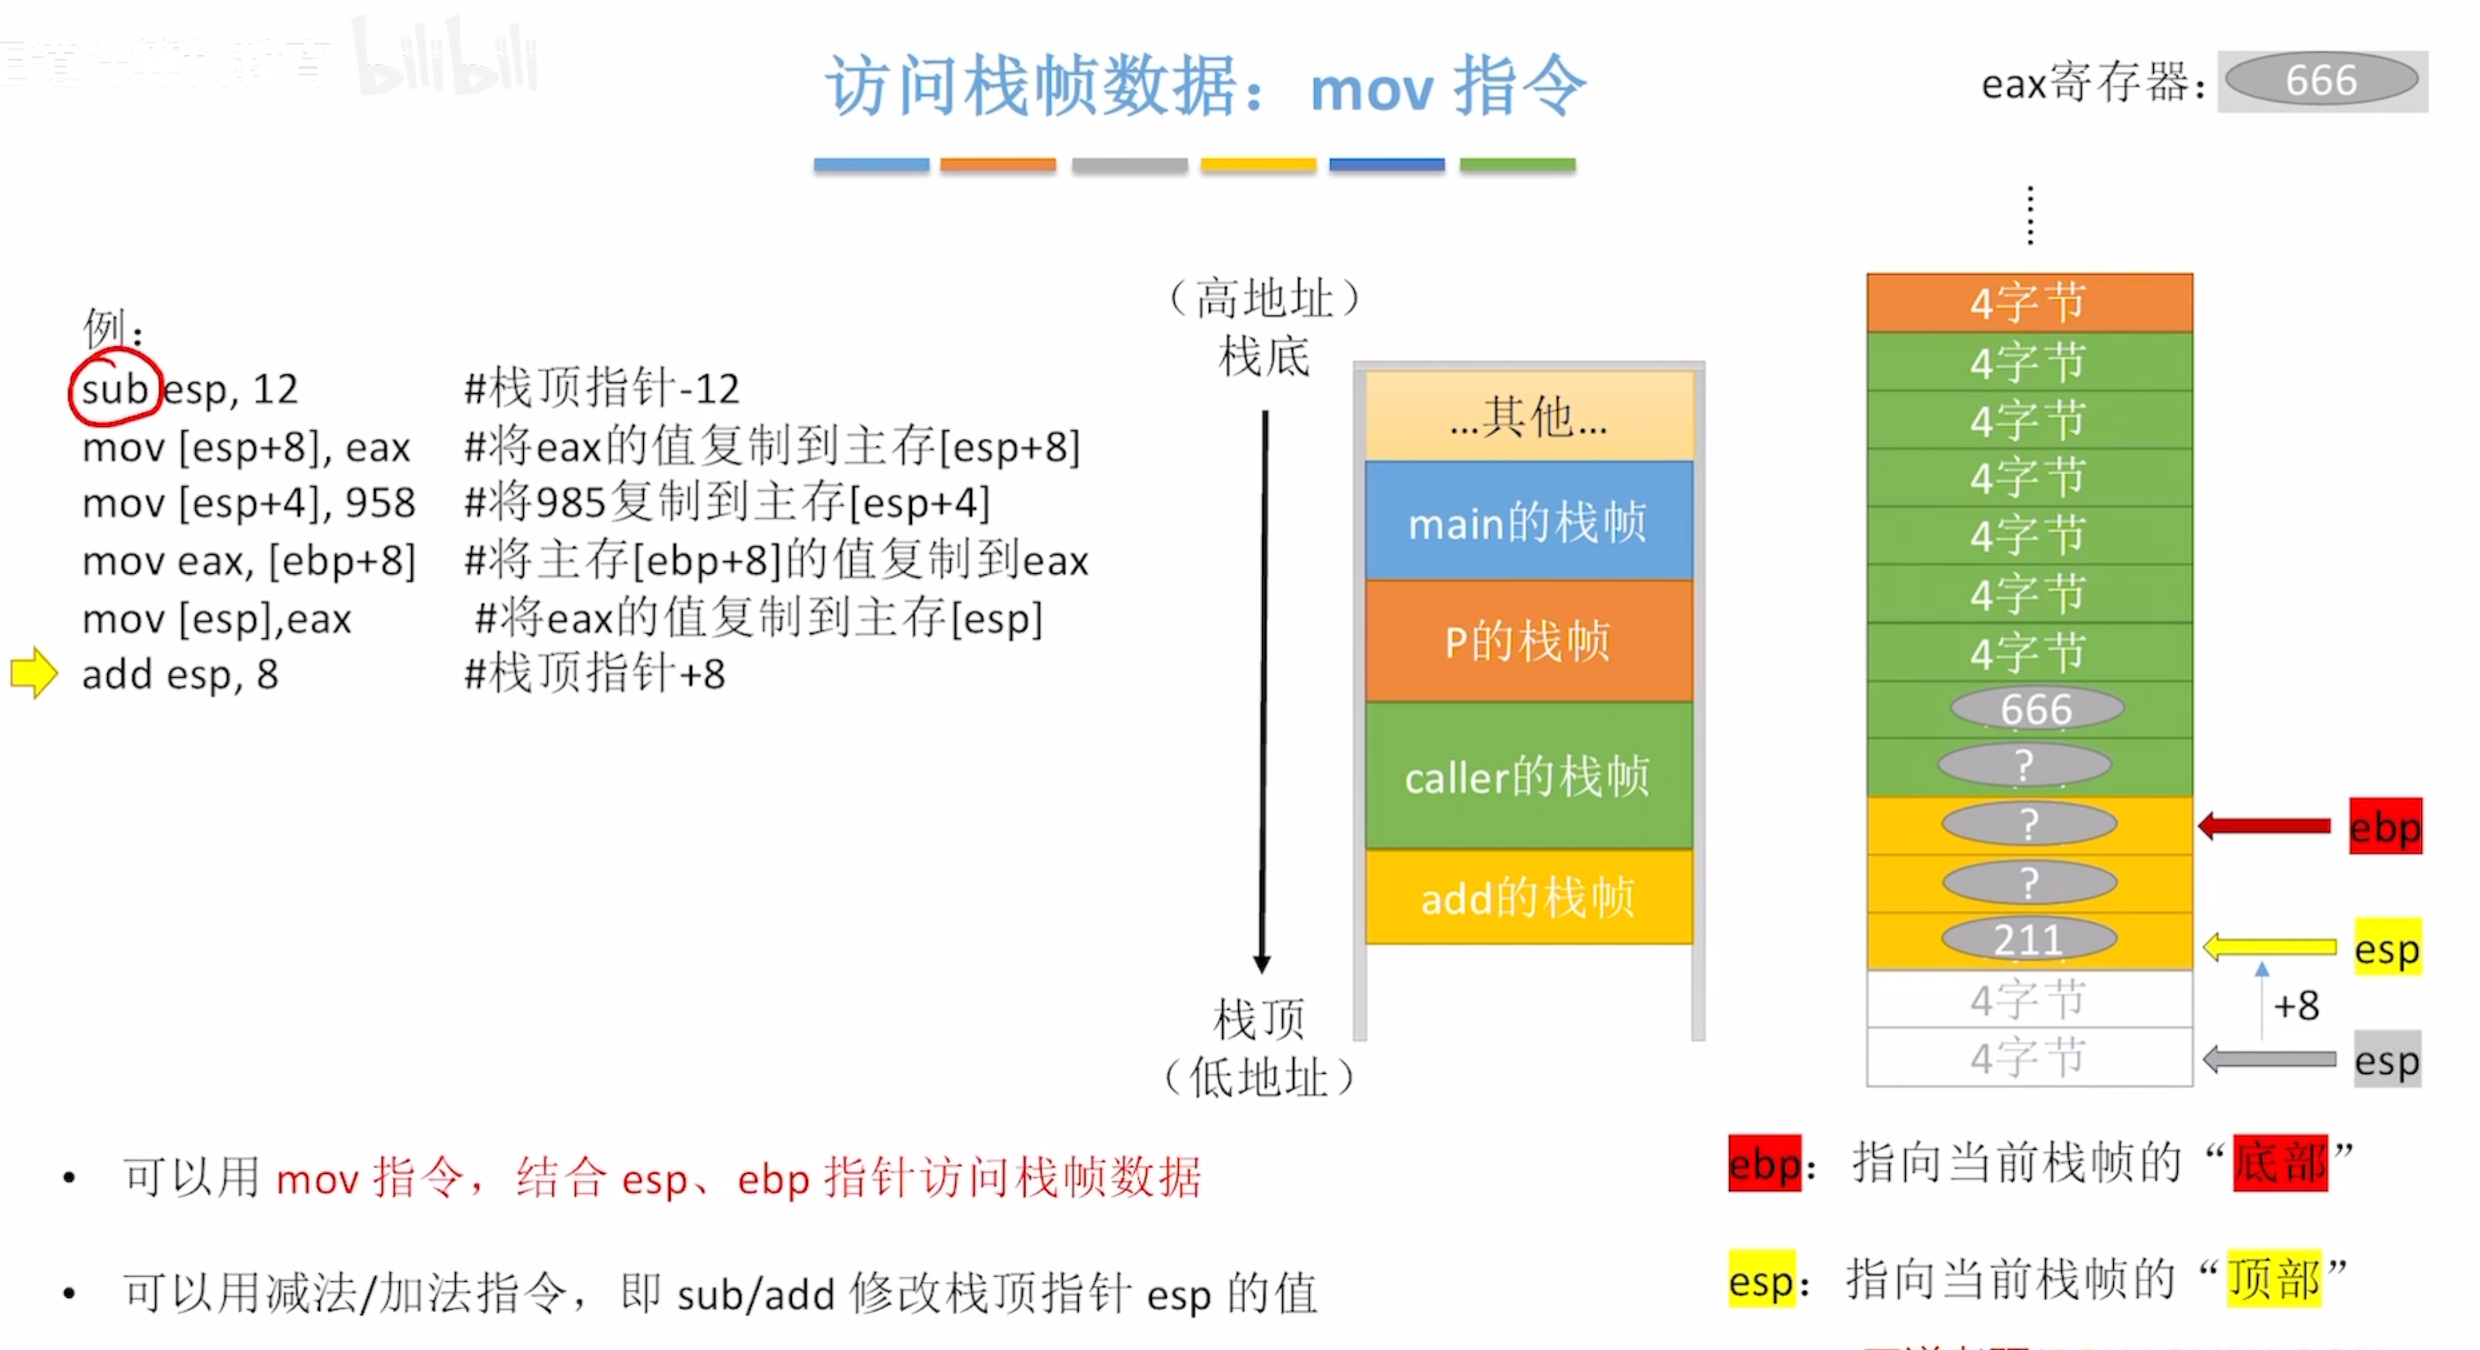 bilibili
访问栈帧数据：mov 指令
eax寄存器：
666
例：
sub esp, 12 #栈顶指针-12
mov [esp+8], eax #将eax的值复制到主存[esp+8]
mov [esp+4], 958 #将985复制到主存[esp+4]
mov eax, [ebp+8] #将主存[ebp+8]的值复制到eax
mov [esp],eax #将eax的值复制到主存[esp]
add esp, 8 #栈顶指针+8
（高地址）
栈底
…其他…
main的栈帧
P的栈帧
caller的栈帧
add的栈帧
栈顶
（低地址）
4字节
4字节
4字节
4字节
4字节
4字节
4字节
666
?
?
?
211
4字节
4字节
ebp
esp
+8
esp
• 可以用 mov 指令，结合 esp、ebp 指针访问栈帧数据
• 可以用减法/加法指令，即 sub/add 修改栈顶指针 esp 的值
ebp：指向当前栈帧的“底部”
esp：指向当前栈帧的“顶部”